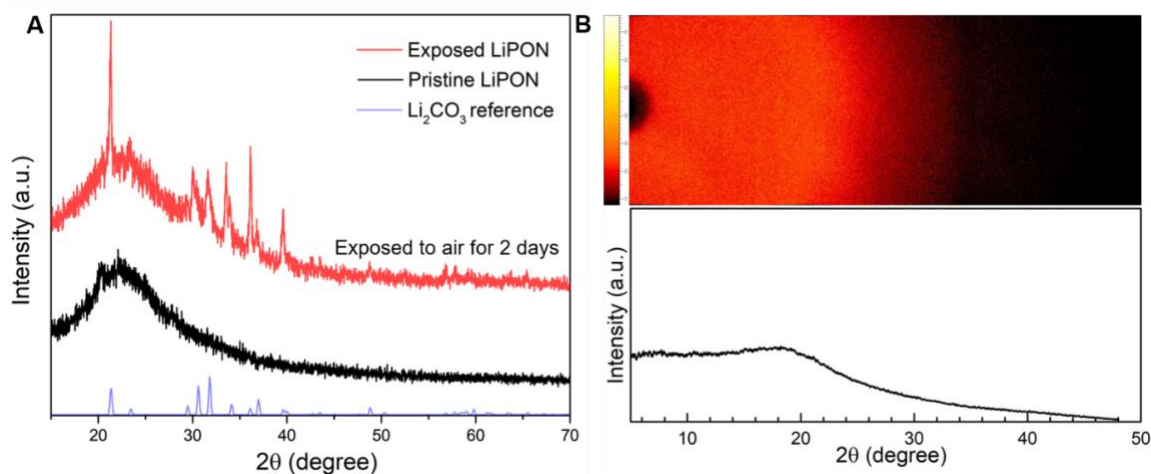 A
Exposed LiPON
Pristine LiPON
Li₂CO₃ reference
Exposed to air for 2 days
Intensity (a.u.)
20 30 40 50 60 70
2θ (degree)
B
Intensity (a.u.)
10 20 30 40 50
2θ (degree)